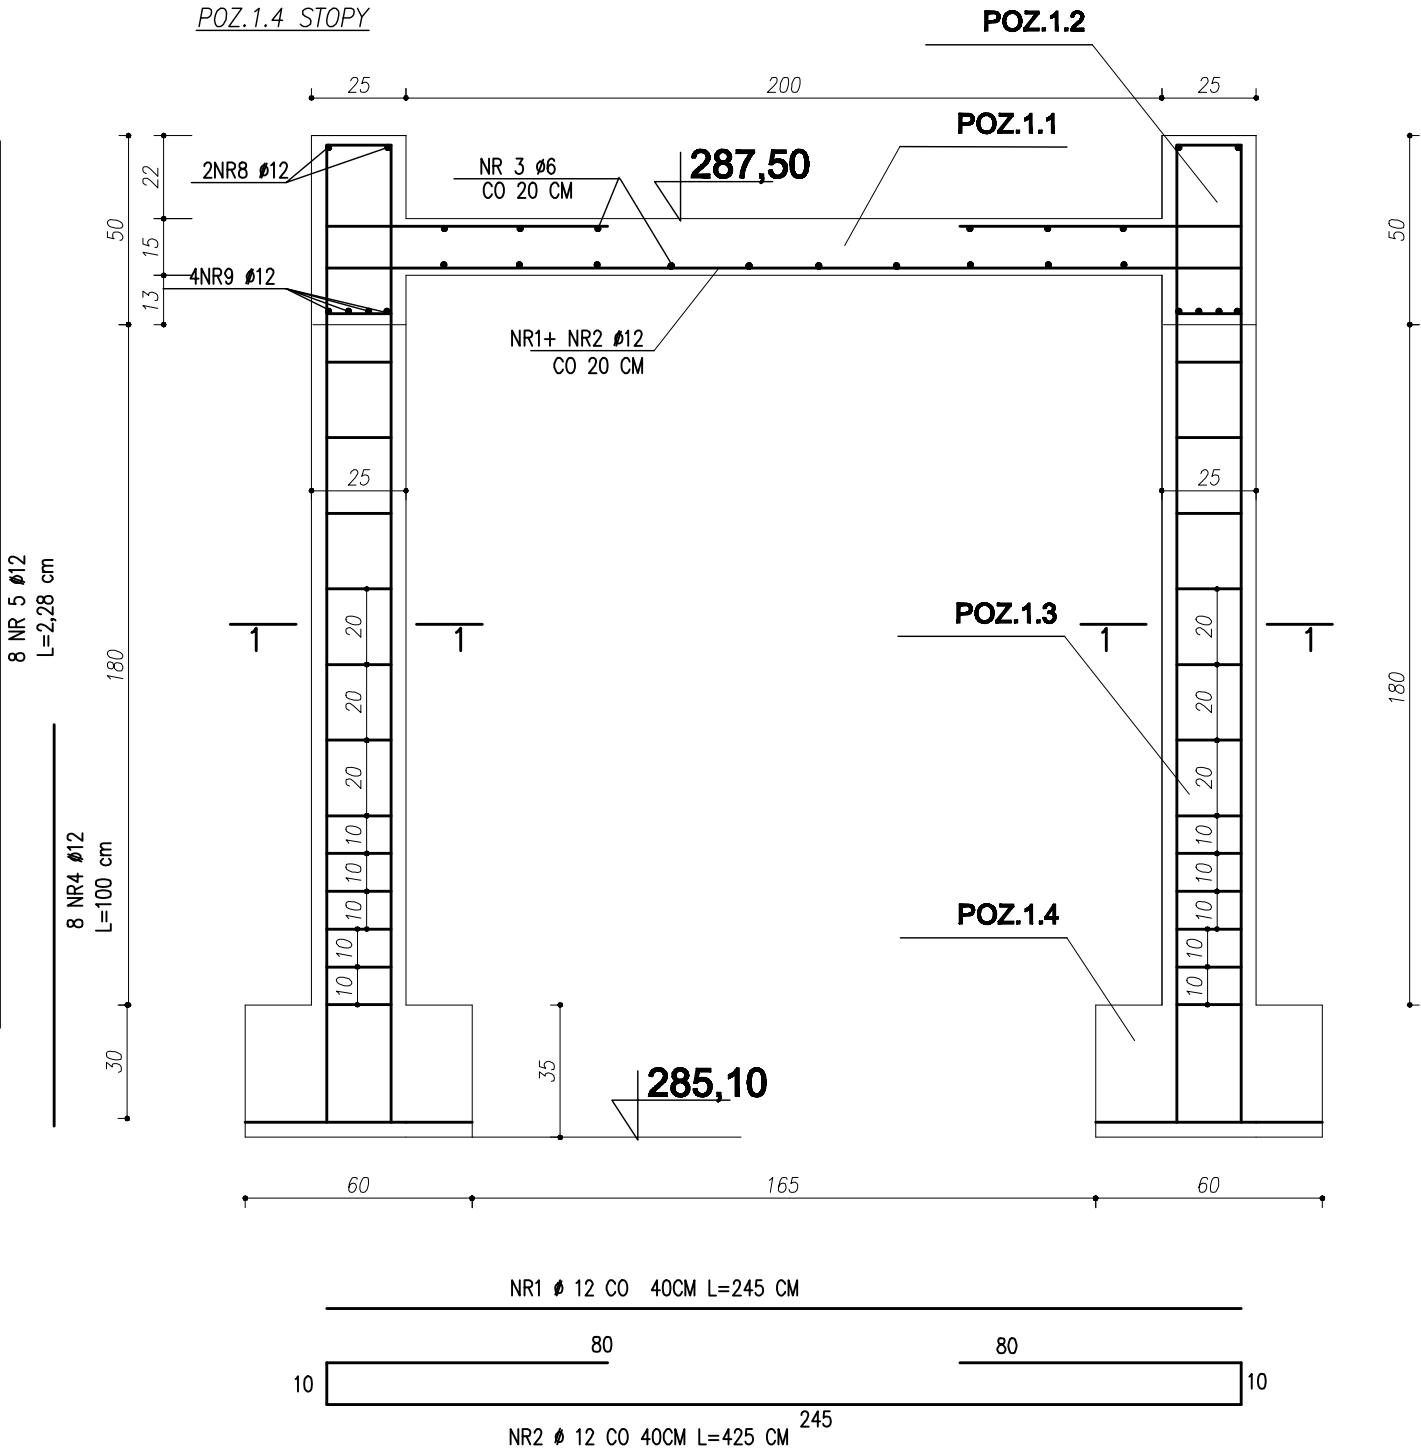 POZ.1.4 STOPY
POZ.1.2
25
200
25
POZ.1.1
287,50
2NR8 ø12
NR 3 ø6
CO 20 CM
22
50
15
13
50
4NR9 ø12
NR1+ NR2 ø12
CO 20 CM
25
25
8 NR 5 ø12
L=2,28 cm
1
1
POZ.1.3
1
1
20
20
20
10
10
10
10
10
20
20
20
10
10
10
10
10
180
180
8 NR4 ø12
L=100 cm
POZ.1.4
30
35
285,10
60
165
60
NR1 ø 12 CO 40CM L=245 CM
80
80
10
10
245
NR2 ø 12 CO 40CM L=425 CM